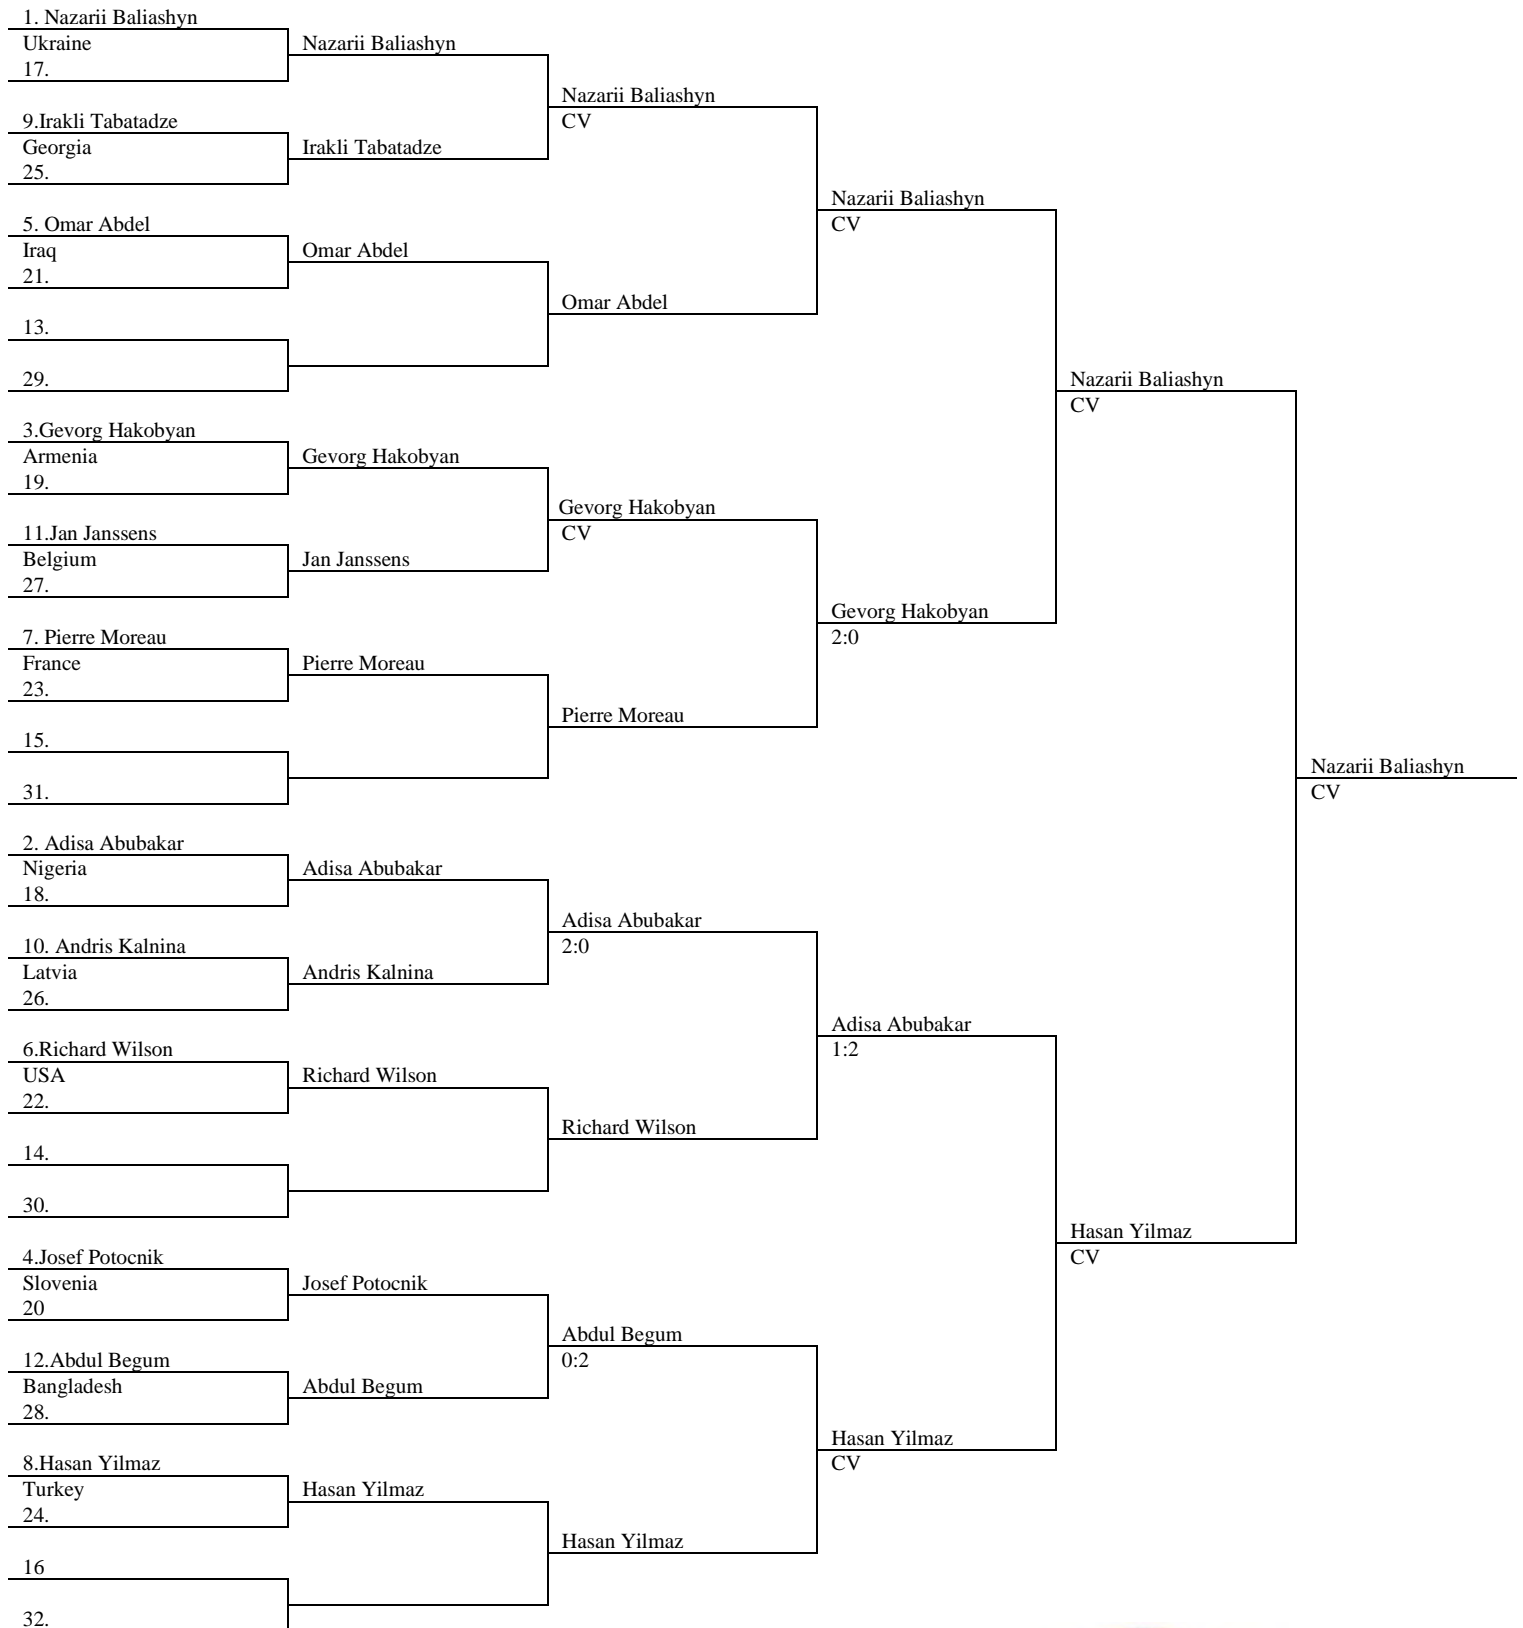 1. Nazarii Baliashyn
Ukraine
17.
9.Irakli Tabatadze
Georgia
25.
5. Omar Abdel
Iraq
21.
13.
29.
3.Gevorg Hakobyan
Armenia
19.
11.Jan Janssens
Belgium
27.
7. Pierre Moreau
France
23.
15.
31.
2. Adisa Abubakar
Nigeria
18.
10. Andris Kalnina
Latvia
26.
6.Richard Wilson
USA
22.
14.
30.
4.Josef Potocnik
Slovenia
20
12.Abdul Begum
Bangladesh
28.
8.Hasan Yilmaz
Turkey
24.
16
32.
Nazarii Baliashyn
Irakli Tabatadze
Omar Abdel
Gevorg Hakobyan
Jan Janssens
Pierre Moreau
Adisa Abubakar
Andris Kalnina
Richard Wilson
Josef Potocnik
Abdul Begum
Hasan Yilmaz
Nazarii Baliashyn
CV
Omar Abdel
Gevorg Hakobyan
CV
Pierre Moreau
Adisa Abubakar
2:0
Richard Wilson
Abdul Begum
0:2
Hasan Yilmaz
Nazarii Baliashyn
CV
Gevorg Hakobyan
2:0
Adisa Abubakar
1:2
Hasan Yilmaz
CV
Nazarii Baliashyn
CV
Hasan Yilmaz
CV
Nazarii Baliashyn
CV